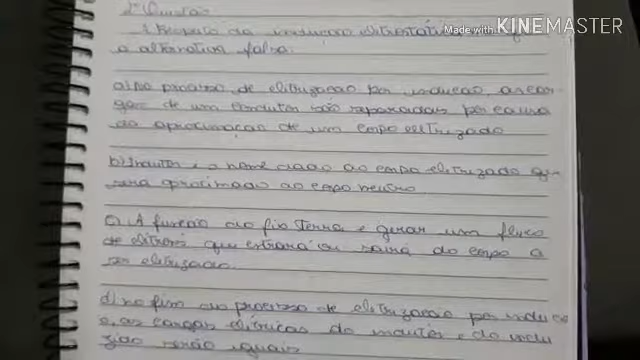 Made with KINEMASTER
2ª Questão
A respeito da indução eletrostática
a alternativa falsa.
a) No processo de eletrização por indução, as car-
gas de um condutor são separadas por causa
da aproximação de um corpo eletrizado
b) Indutor é o nome dado ao corpo eletrizado que
será aproximado ao corpo neutro
c) A função do fio terra é gerar um fluxo
de elétrons que entrará ou sairá do corpo a
ser eletrizado.
d) no fim do processo de eletrização por induçã
o, as cargas elétricas do indutor e do indu
zido serão iguais